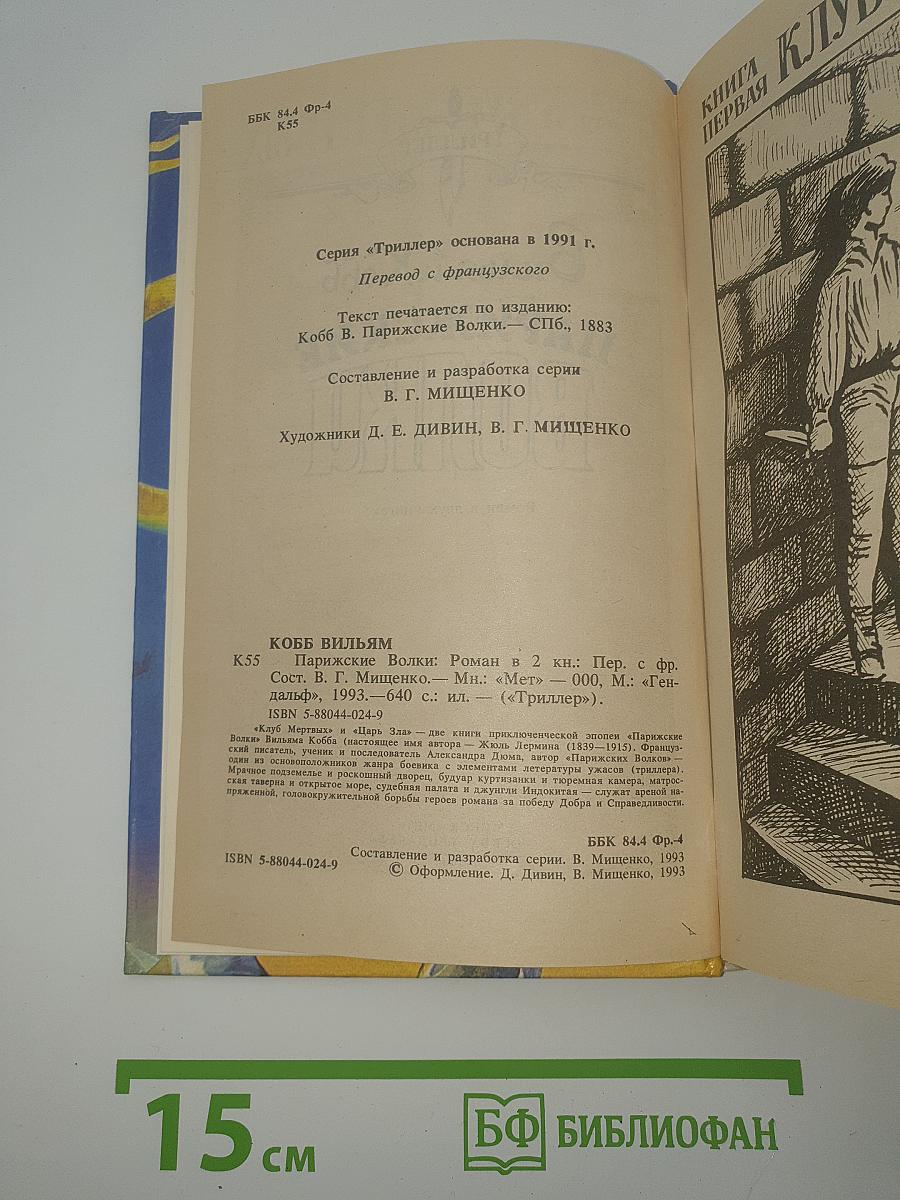 ББК 84.4 Фр-4
К55
Серия «Триллер» основана в 1991 г.
Перевод с французского
Текст печатается по изданию:
Кобб В. Парижские Волки.— СПб., 1883
Составление и разработка серии
В. Г. МИЩЕНКО
Художники Д. Е. ДИВИН, В. Г. МИЩЕНКО
КОББ ВИЛЬЯМ
К55 Парижские Волки: Роман в 2 кн.: Пер. с фр.
Сост. В. Г. Мищенко.— Мн.: «Мет» — 000, М.: «Ген-
дальф», 1993.—640 с.: ил. — («Триллер»).
ISBN 5-88044-024-9
«Клуб Мертвых» и «Царь Зла» — две книги приключенческой эпопеи «Парижские
Волки» Вильяма Кобба (настоящее имя автора — Жюль Лермина (1839—1915). Француз-
ский писатель, ученик и последователь Александра Дюма, автор «Парижских Волков» —
один из основоположников жанра боевика с элементами летературы ужасов (триллера).
Мрачное подземелье и роскошный дворец, будуар куртизанки и тюремная камера, матрос-
ская таверна и открытое море, судебная палата и джунгли Индокитая — служат ареной на-
пряженной, головокружительной борьбы героев романа за победу Добра и Справедливости.
ББК 84.4 Фр.-4
ISBN 5-88044-024-9
Составление и разработка серии. В. Мищенко, 1993
© Оформление. Д. Дивин, В. Мищенко, 1993
КНИГА
ПЕРВАЯ
КЛУБ
15 см
БФ БИБЛИОФАН